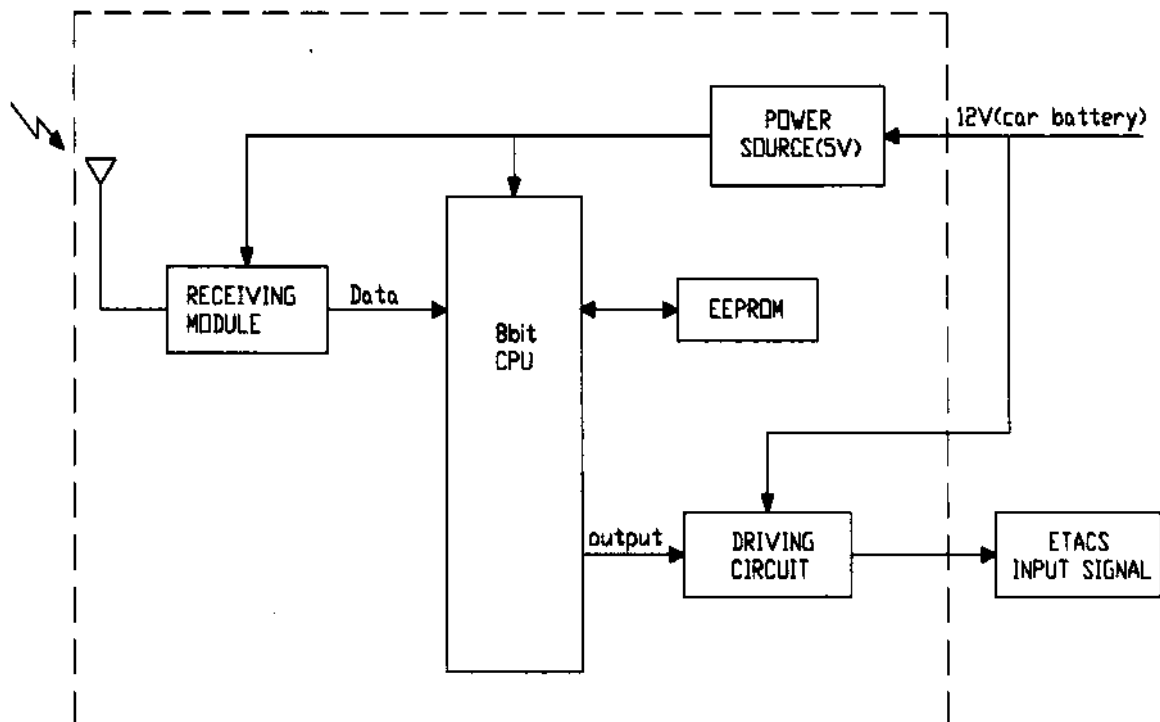 POWER
SOURCE(5V)
12V(car battery)
RECEIVING
MODULE
Data
8bit
CPU
EEPROM
output
DRIVING
CIRCUIT
ETACS
INPUT SIGNAL